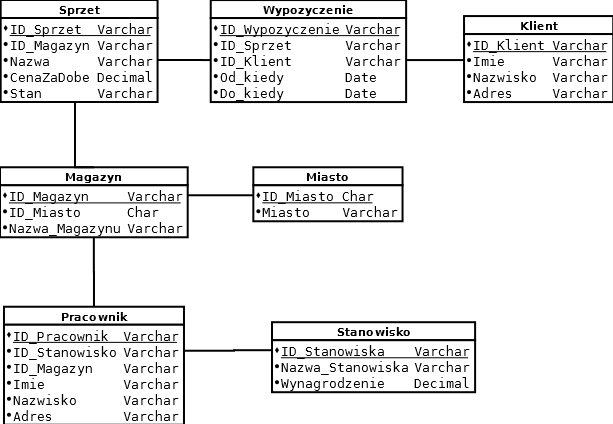 Sprzet
ID_Sprzet Varchar
ID_Magazyn Varchar
Nazwa Varchar
CenaZaDobe Decimal
Stan Varchar
Wypozyczenie
ID_Wypozyczenie Varchar
ID_Sprzet Varchar
ID_Klient Varchar
Od_kiedy Date
Do_kiedy Date
Klient
ID_Klient Varchar
Imie Varchar
Nazwisko Varchar
Adres Varchar
Magazyn
ID_Magazyn Varchar
ID_Miasto Char
Nazwa_Magazynu Varchar
Miasto
ID_Miasto Char
Miasto Varchar
Pracownik
ID_Pracownik Varchar
ID_Stanowisko Varchar
ID_Magazyn Varchar
Imie Varchar
Nazwisko Varchar
Adres Varchar
Stanowisko
ID_Stanowiska Varchar
Nazwa_Stanowiska Varchar
Wynagrodzenie Decimal